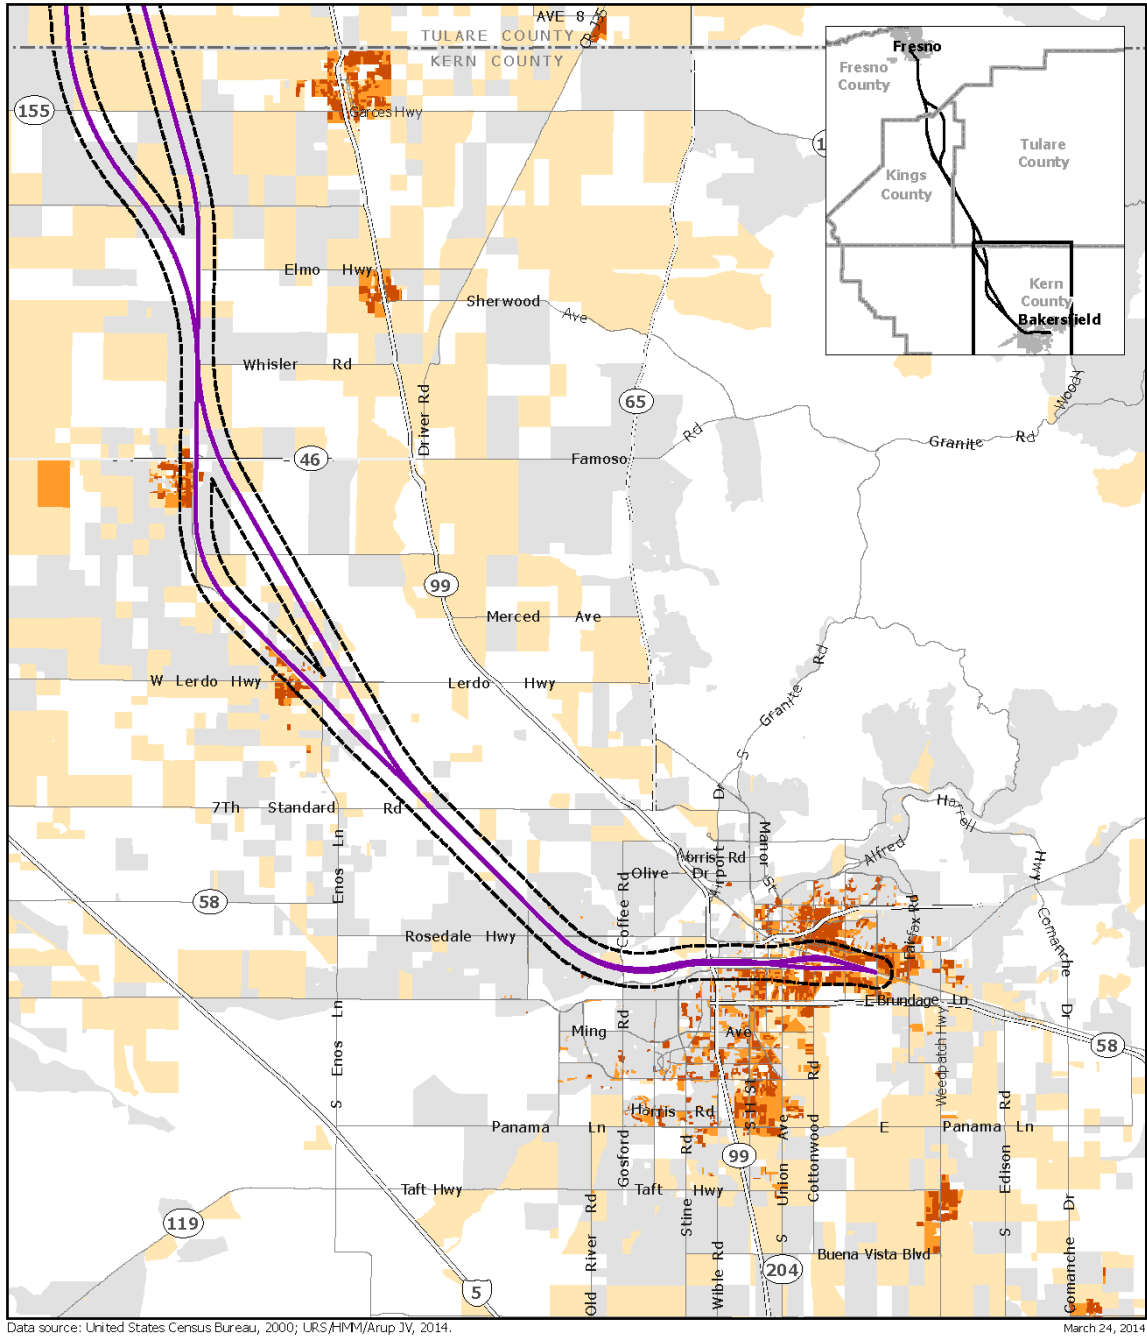 AVE 8
CR 735
TULARE COUNTY
KERN COUNTY
155
Garces Hwy
Fresno
Fresno
County
Tulare
County
Kings
County
Kern
County
Bakersfield
Elmo Hwy
Sherwood Ave
Whisler Rd
Driver Rd
65
Woody
46
Famoso Rd
Granite Rd
99
Merced Ave
W Lerdo Hwy
Lerdo Hwy
Granite Rd
7Th Standard Rd
S
Dr
Airport
Manor St
Harrell
Hwy
Alfred
Norris Rd
Olive Dr
Enos Ln
58
Coffee Rd
Rosedale Hwy
Fairfax Rd
Comanche Dr
E Brundage Ln
S Enos Ln
Ming Ave
Rd
58
Weedpatch Hwy
Harris Rd
S H St
Panama Ln
E Panama Ln
Gosford
Stine Rd
99
S Union Ave
Cottonwood Rd
S Edison Rd
Taft Hwy
Taft Hwy
119
Old River Rd
Wible Rd
Buena Vista Blvd
204
Comanche Dr
5
Data source: United States Census Bureau, 2000; URS/HMM/Arup JV, 2014.
March 24, 2014